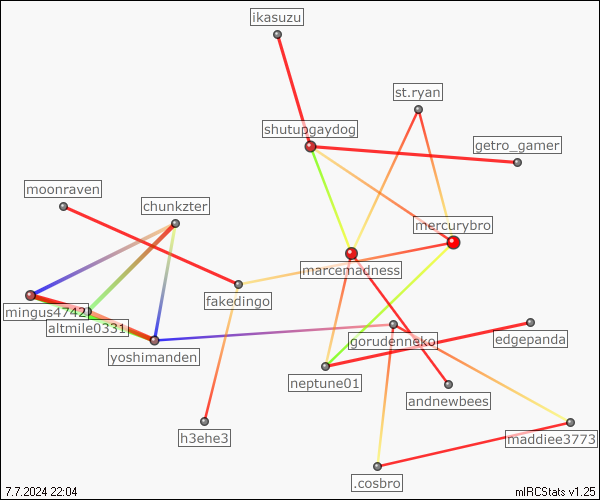 ikasuzu
st.ryan
shutupgaydog
getro_gamer
moonraven
chunkzter
mercurybro
marcemadness
fakedingo
mingus4742
altmile0331
yoshimanden
gorudenneko
edgepanda
neptune01
andnewbees
h3ehe3
maddiee3773
.cosbro
7.7.2024 22:04
mIRCStats v1.25